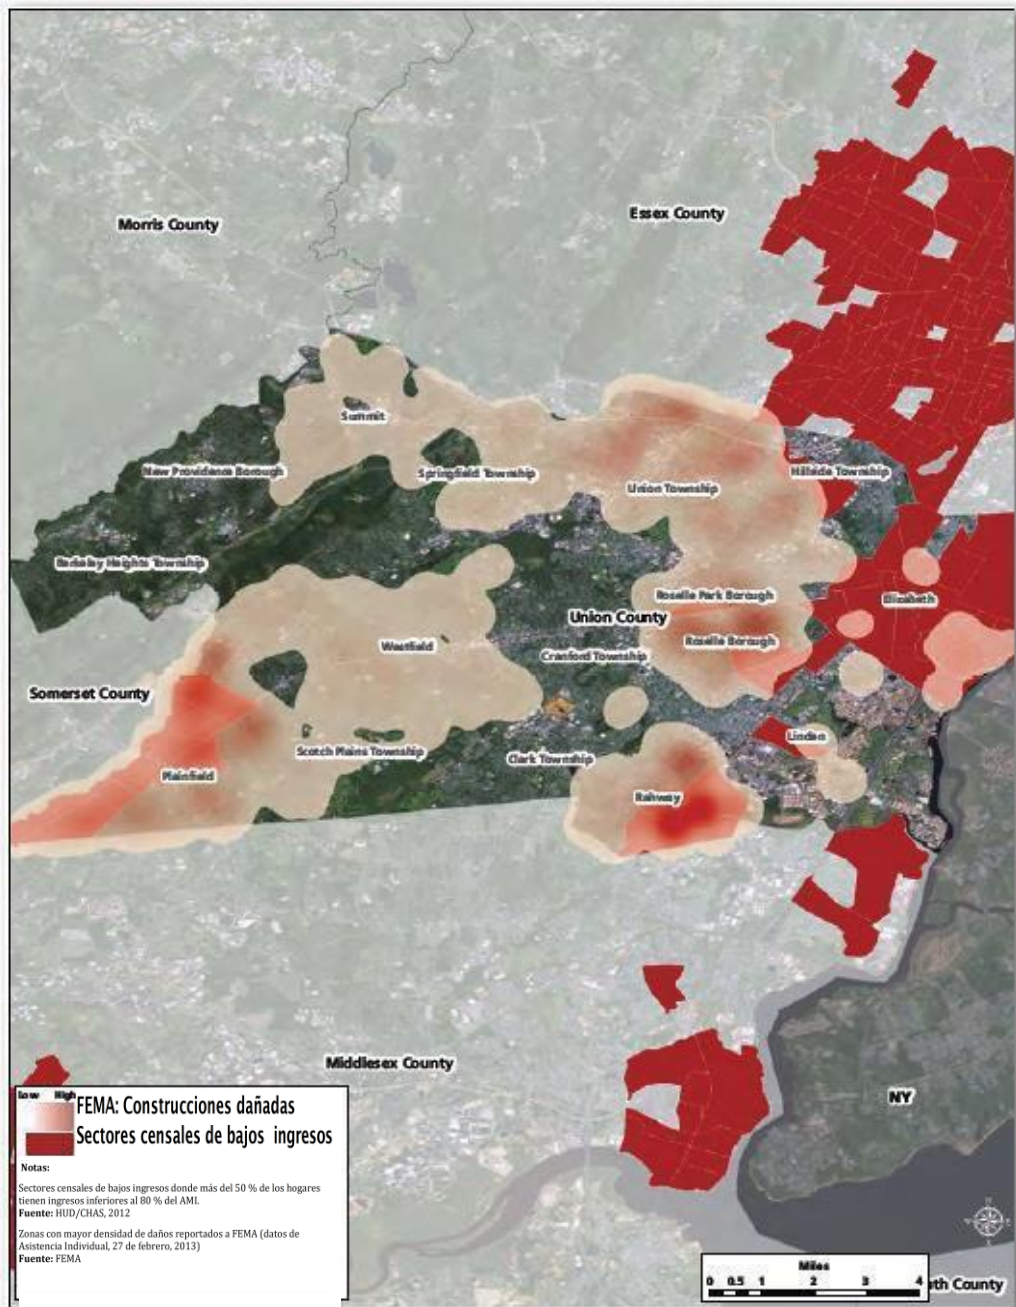 Morris County
Essex County
Summit
New Providence Borough
Springfield Township
Hillside Township
Union Township
Berkeley Heights Township
Roselle Park Borough
Elizabeth
Union County
Roselle Borough
Westfield
Cranford Township
Somerset County
Linden
Scotch Plains Township
Clark Township
Plainfield
Rahway
Middlesex County
NY
Low High
FEMA: Construcciones dañadas
Sectores censales de bajos ingresos
Notas:
Sectores censales de bajos ingresos donde más del 50 % de los hogares
tienen ingresos inferiores al 80 % del AMI.
Fuente: HUD/CHAS, 2012
Zonas con mayor densidad de daños reportados a FEMA (datos de
Asistencia Individual, 27 de febrero, 2013)
Fuente: FEMA
Miles
0 0.5 1 2 3 4
uth County